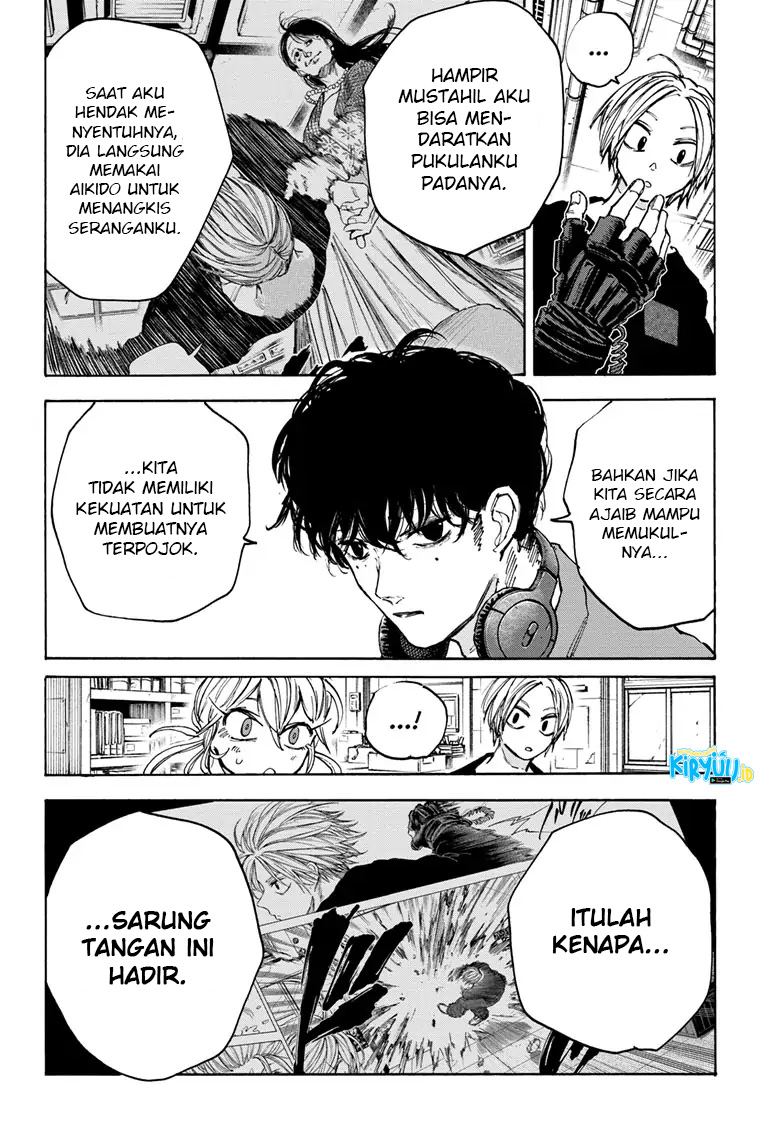 ...
HAMPIR
MUSTAHIL AKU
BISA MEN-
DARATKAN
PUKULANKU
PADANYA.
SAAT AKU
HENDAK ME-
NYENTUHNYA,
DIA LANGSUNG
MEMAKAI
AIKIDO UNTUK
MENANGKIS
SERANGANKU.
BAHKAN JIKA
KITA SECARA
AJAIB MAMPU
MEMUKUL-
NYA...
...KITA
TIDAK MEMILIKI
KEKUATAN UNTUK
MEMBUATNYA
TERPOJOK.
...!
KIRYUU.ID
ITULAH
KENAPA...
...SARUNG
TANGAN INI
HADIR.